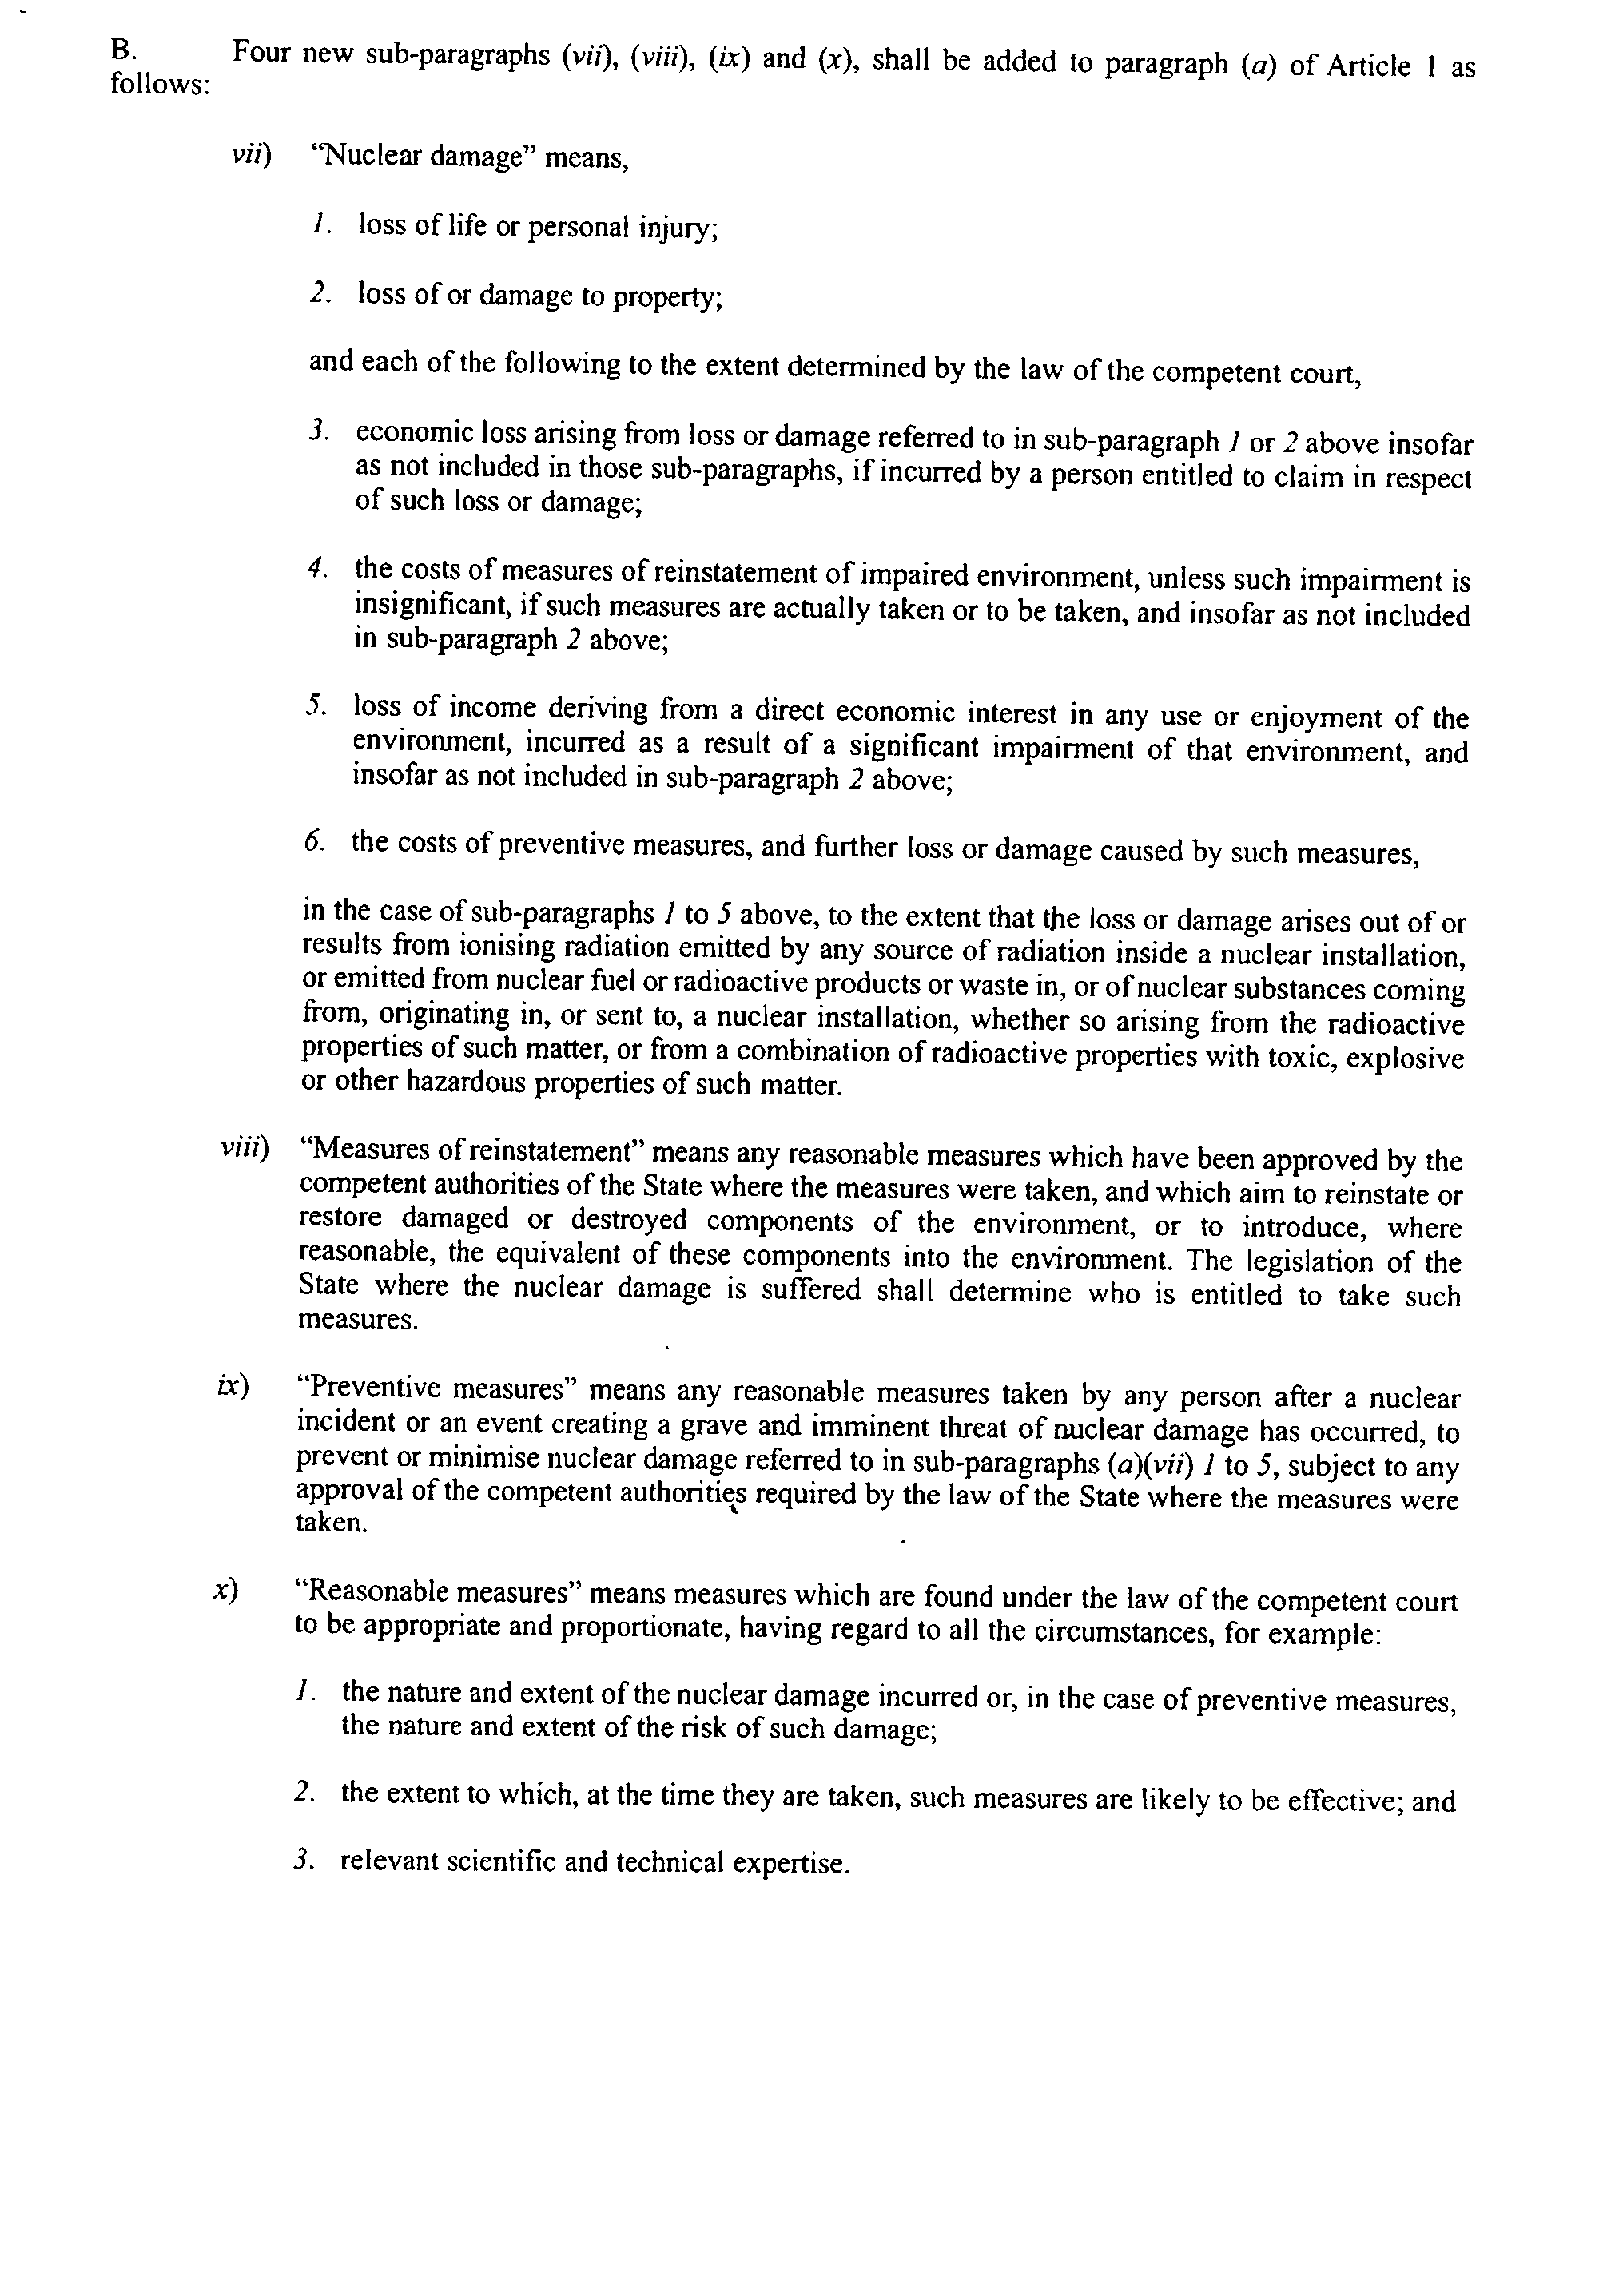 B. Four new sub-paragraphs (vii), (viii), (ix) and (x), shall be added to paragraph (a) of Article 1 as
follows:
vii) “Nuclear damage” means,
1. loss of life or personal injury;
2. loss of or damage to property;
and each of the following to the extent determined by the law of the competent court,
3. economic loss arising from loss or damage referred to in sub-paragraph 1 or 2 above insofar
as not included in those sub-paragraphs, if incurred by a person entitled to claim in respect
of such loss or damage;
4. the costs of measures of reinstatement of impaired environment, unless such impairment is
insignificant, if such measures are actually taken or to be taken, and insofar as not included
in sub-paragraph 2 above;
5. loss of income deriving from a direct economic interest in any use or enjoyment of the
environment, incurred as a result of a significant impairment of that environment, and
insofar as not included in sub-paragraph 2 above;
6. the costs of preventive measures, and further loss or damage caused by such measures,
in the case of sub-paragraphs 1 to 5 above, to the extent that the loss or damage arises out of or
results from ionising radiation emitted by any source of radiation inside a nuclear installation,
or emitted from nuclear fuel or radioactive products or waste in, or of nuclear substances coming
from, originating in, or sent to, a nuclear installation, whether so arising from the radioactive
properties of such matter, or from a combination of radioactive properties with toxic, explosive
or other hazardous properties of such matter.
viii) “Measures of reinstatement” means any reasonable measures which have been approved by the
competent authorities of the State where the measures were taken, and which aim to reinstate or
restore damaged or destroyed components of the environment, or to introduce, where
reasonable, the equivalent of these components into the environment. The legislation of the
State where the nuclear damage is suffered shall determine who is entitled to take such
measures.
ix) “Preventive measures” means any reasonable measures taken by any person after a nuclear
incident or an event creating a grave and imminent threat of nuclear damage has occurred, to
prevent or minimise nuclear damage referred to in sub-paragraphs (a)(vii) 1 to 5, subject to any
approval of the competent authorities required by the law of the State where the measures were
taken.
x) “Reasonable measures” means measures which are found under the law of the competent court
to be appropriate and proportionate, having regard to all the circumstances, for example:
1. the nature and extent of the nuclear damage incurred or, in the case of preventive measures,
the nature and extent of the risk of such damage;
2. the extent to which, at the time they are taken, such measures are likely to be effective; and
3. relevant scientific and technical expertise.